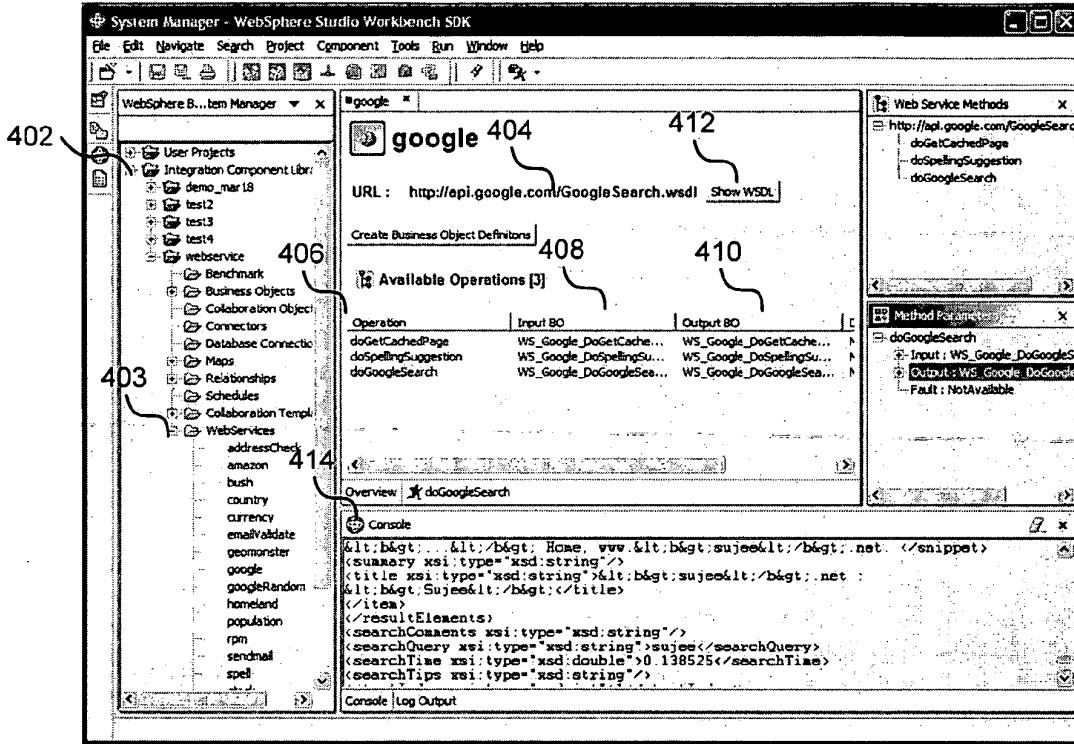 System Manager - WebSphere Studio Workbench SDK
File Edit Navigate Search Project Component Tools Run Window Help
WebSphere B...tem Manager
402
User Projects
Integration Component Libra
demo_mar18
test2
test3
test4
webservice
Benchmark
Business Objects
Collaboration Object
Connectors
Database Connectio
Maps
Relationships
Schedules
Collaboration Templa
403
WebServices
addressCheck
amazon
bush
country
currency
emailValidate
geomonster
google
googleRandom
homeland
population
rpm
sendmail
spell
google
google
404
412
URL : http://api.google.com/GoogleSearch.wsdl Show WSDL
Create Business Object Definitons
406
408
410
Available Operations [3]
Operation Input BO Output BO
doGetCachedPage WS_Google_DoGetCache... WS_Google_DoGetCache...
doSpellingSuggestion WS_Google_DoSpellingSu... WS_Google_DoSpellingSu...
doGoogleSearch WS_Google_DoGoogleSea... WS_Google_DoGoogleSea...
Overview doGoogleSearch
414
Console
&lt;b&gt;...&lt;/b&gt; Home, www.&lt;b&gt;sujee&lt;/b&gt;.net. </snippet>
<summary xsi:type="xsd:string"/>
<title xsi:type="xsd:string">&lt;b&gt;sujee&lt;/b&gt;.net :
&lt;b&gt;Sujee&lt;/b&gt;</title>
</item>
</resultElements>
<searchComments xsi:type="xsd:string"/>
<searchQuery xsi:type="xsd:string">sujee</searchQuery>
<searchTime xsi:type="xsd:double">0.138525</searchTime>
<searchTips xsi:type="xsd:string"/>
Console Log Output
Web Service Methods
http://api.google.com/GoogleSearc
doGetCachedPage
doSpellingSuggestion
doGoogleSearch
Method Parameters
doGoogleSearch
Input : WS_Google_DoGoogleS
Output : WS_Google_DoGoogle
Fault : NotAvailable